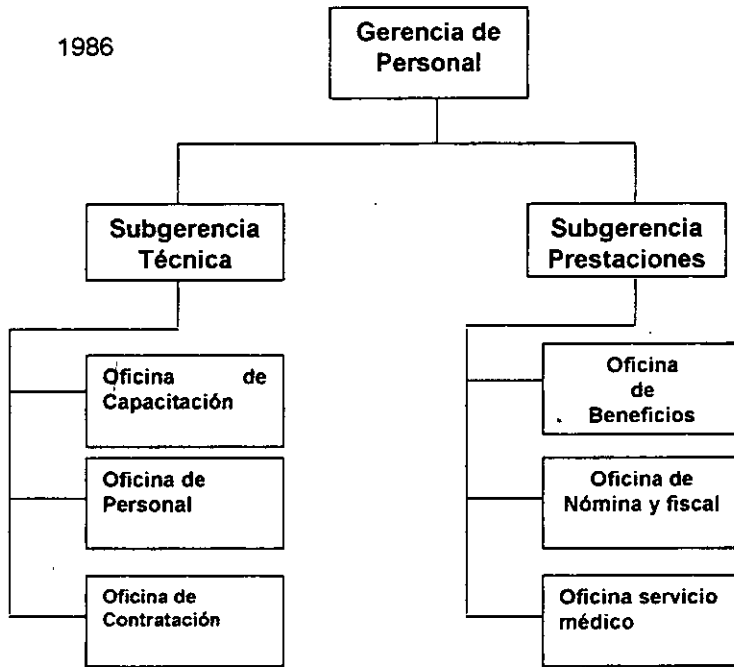 1986
Gerencia de
Personal
Subgerencia
Técnica
Subgerencia
Prestaciones
Oficina de
Capacitación
Oficina de
Personal
Oficina de
Contratación
Oficina
de
Beneficios
Oficina de
Nómina y fiscal
Oficina servicio
médico